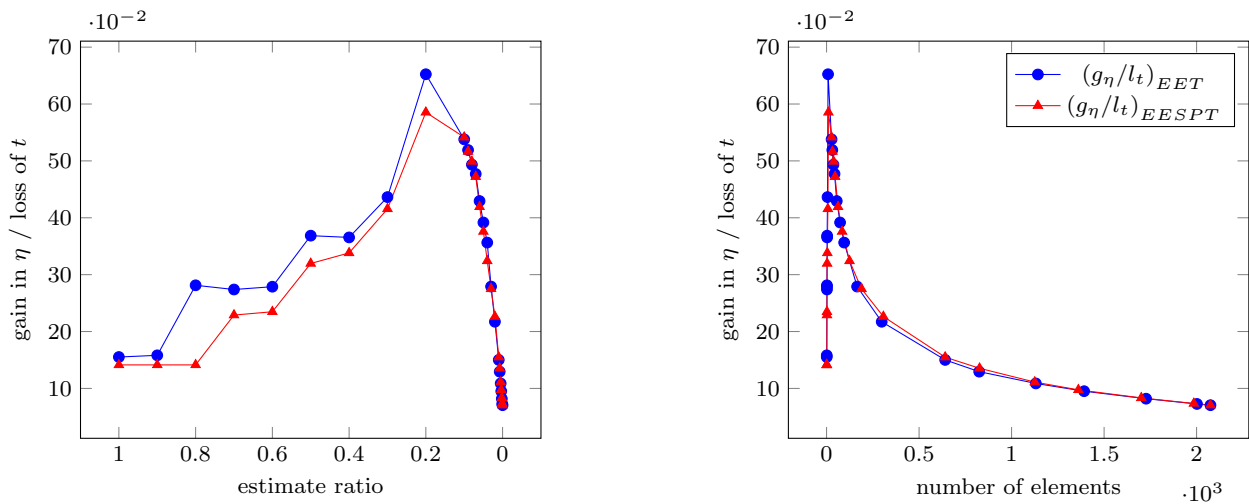 ·10⁻²
70
60
50
40
30
20
10
gain in η / loss of t
1 0.8 0.6 0.4 0.2 0
estimate ratio
·10⁻²
70
60
50
40
30
20
10
gain in η / loss of t
(g_η/l_t)_EET
(g_η/l_t)_EESPT
0 0.5 1 1.5 2
·10³
number of elements